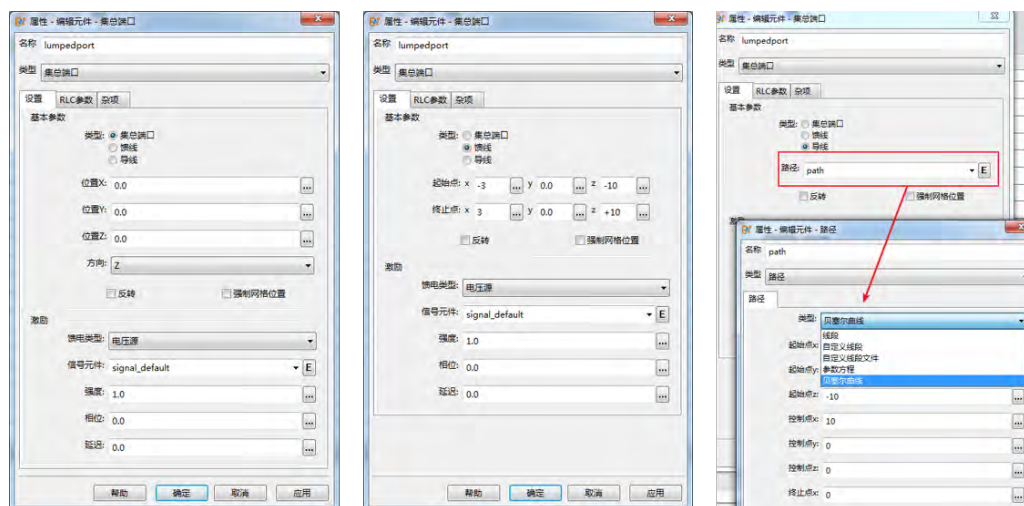 属性 - 编辑元件 - 集总端口
名称 lumpedport
类型 集总端口
设置 RLC参数 杂项
基本参数
类型: 集总端口
馈线
导线
位置X: 0.0 ...
位置Y: 0.0 ...
位置Z: 0.0 ...
方向: Z
反转 强制网格位置
激励
馈电类型: 电压源
信号元件: signal_default E
强度: 1.0 ...
相位: 0.0 ...
延迟: 0.0 ...
帮助 确定 取消 应用
属性 - 编辑元件 - 集总端口
名称 lumpedport
类型 集总端口
设置 RLC参数 杂项
基本参数
类型: 集总端口
馈线
导线
起始点: x -3 ... y 0.0 ... z -10 ...
终止点: x 3 ... y 0.0 ... z +10 ...
反转 强制网格位置
激励
馈电类型: 电压源
信号元件: signal_default E
强度: 1.0 ...
相位: 0.0 ...
延迟: 0.0 ...
帮助 确定 取消 应用
属性 - 编辑元件 - 集总端口
名称 lumpedport
类型 集总端口
设置 RLC参数 杂项
基本参数
类型: 集总端口
馈线
导线
路径: path E
反转 强制网格位置
属性 - 编辑元件 - 路径
名称 path
类型 路径
路径
类型: 贝塞尔曲线
线段
起始点x: 自定义线段
自定义线段文件
起始点y: 参数方程
贝塞尔曲线
起始点z: -10 ...
控制点x: 10 ...
控制点y: 0 ...
控制点z: 0 ...
终止点x: 0 ...